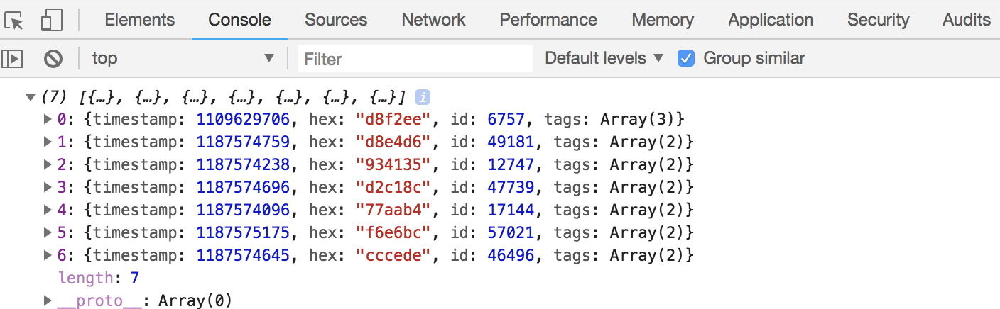 Elements Console Sources Network Performance Memory Application Security Audits
top Filter Default levels Group similar
(7) [{…}, {…}, {…}, {…}, {…}, {…}, {…}] i
0: {timestamp: 1109629706, hex: "d8f2ee", id: 6757, tags: Array(3)}
1: {timestamp: 1187574759, hex: "d8e4d6", id: 49181, tags: Array(2)}
2: {timestamp: 1187574238, hex: "934135", id: 12747, tags: Array(2)}
3: {timestamp: 1187574696, hex: "d2c18c", id: 47739, tags: Array(2)}
4: {timestamp: 1187574096, hex: "77aab4", id: 17144, tags: Array(2)}
5: {timestamp: 1187575175, hex: "f6e6bc", id: 57021, tags: Array(2)}
6: {timestamp: 1187574645, hex: "cccede", id: 46496, tags: Array(2)}
length: 7
__proto__: Array(0)